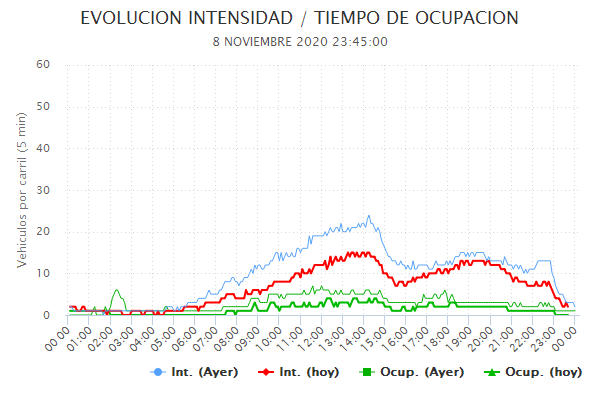 EVOLUCION INTENSIDAD / TIEMPO DE OCUPACION
8 NOVIEMBRE 2020 23:45:00
Vehiculos por carril (5 min)
60
50
40
30
20
10
0
00:00 01:00 02:00 03:00 04:00 05:00 06:00 07:00 08:00 09:00 10:00 11:00 12:00 13:00 14:00 15:00 16:00 17:00 18:00 19:00 20:00 21:00 22:00 23:00 00:00
Int. (Ayer) Int. (hoy) Ocup. (Ayer) Ocup. (hoy)